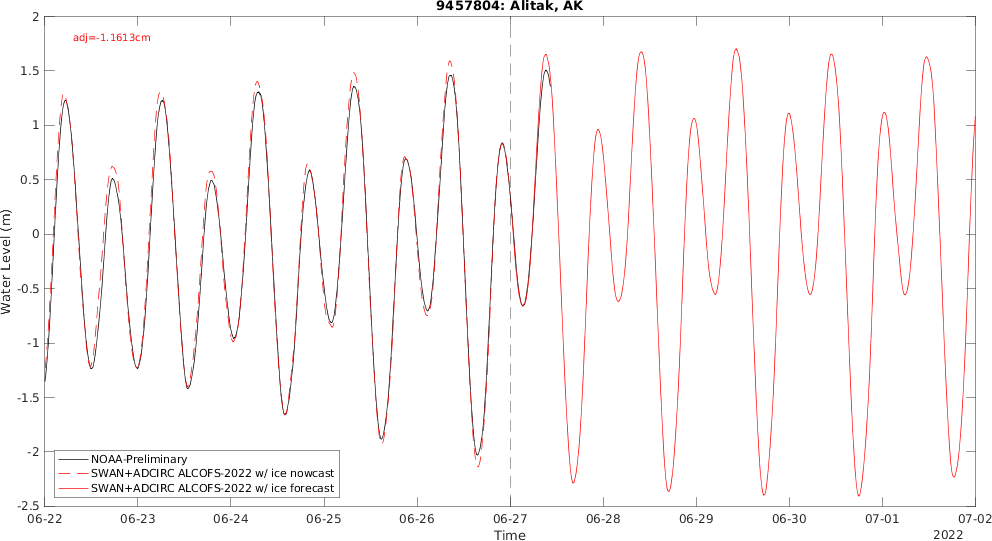 9457804: Alitak, AK
adj=-1.1613cm
2
1.5
1
0.5
0
-0.5
-1
-1.5
-2
-2.5
Water Level (m)
NOAA-Preliminary
SWAN+ADCIRC ALCOFS-2022 w/ ice nowcast
SWAN+ADCIRC ALCOFS-2022 w/ ice forecast
06-22 06-23 06-24 06-25 06-26 06-27 06-28 06-29 06-30 07-01 07-02
Time
2022